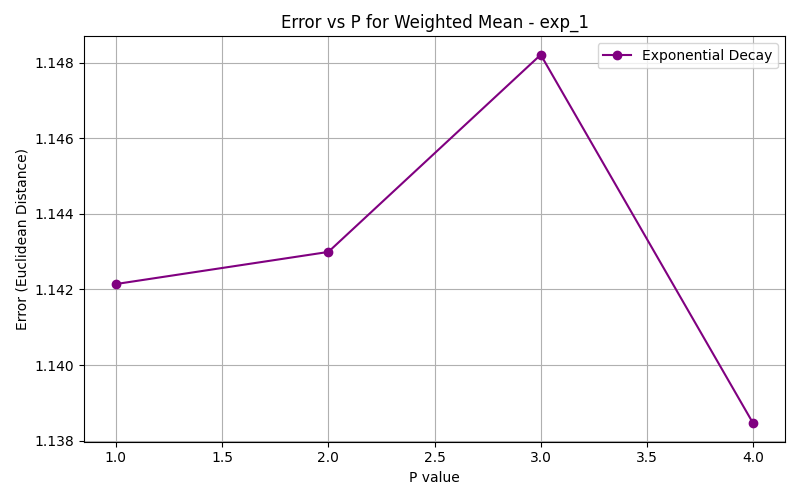 Error vs P for Weighted Mean - exp_1
Exponential Decay
1.148
1.146
1.144
1.142
1.140
1.138
Error (Euclidean Distance)
1.0 1.5 2.0 2.5 3.0 3.5 4.0
P value